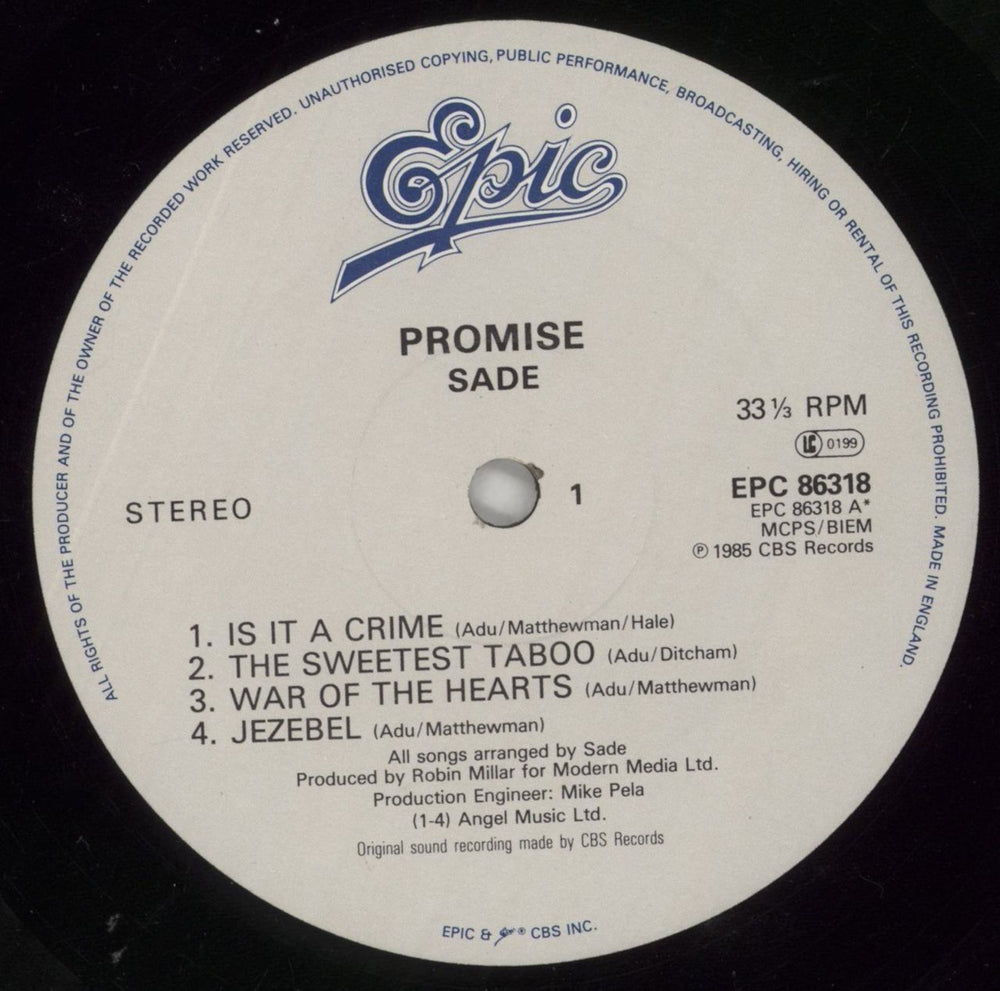 ALL RIGHTS OF THE PRODUCER AND OF THE OWNER OF THE RECORDED WORK RESERVED. UNAUTHORISED COPYING, PUBLIC PERFORMANCE, BROADCASTING, HIRING OR RENTAL OF THIS RECORDING PROHIBITED. MADE IN ENGLAND.
Epic
PROMISE
SADE
33 ⅓ RPM
LC 0199
STEREO
1
EPC 86318
EPC 86318 A*
MCPS/BIEM
℗ 1985 CBS Records
1. IS IT A CRIME (Adu/Matthewman/Hale)
2. THE SWEETEST TABOO (Adu/Ditcham)
3. WAR OF THE HEARTS (Adu/Matthewman)
4. JEZEBEL (Adu/Matthewman)
All songs arranged by Sade
Produced by Robin Millar for Modern Media Ltd.
Production Engineer: Mike Pela
(1-4) Angel Music Ltd.
Original sound recording made by CBS Records
EPIC & Epic ® CBS INC.